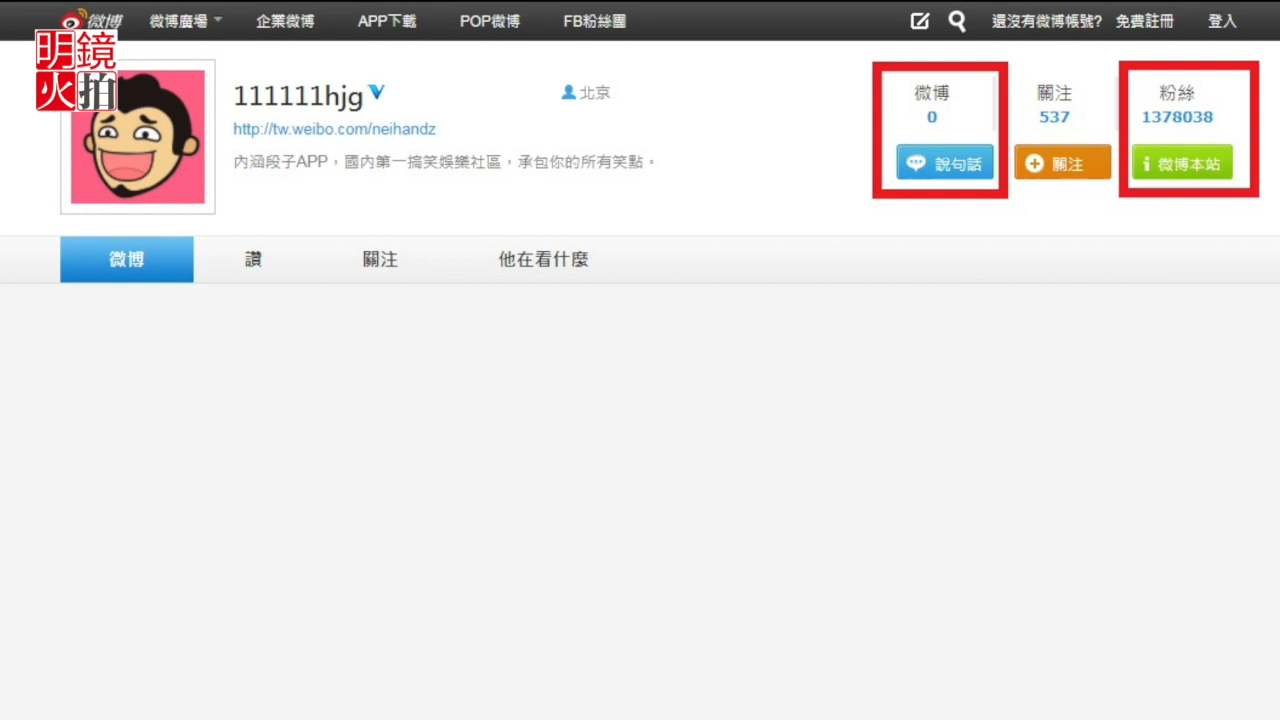 微博 微博廣場 企業微博 APP下載 POP微博 FB粉絲團 還沒有微博帳號? 免費註冊 登入
明鏡
火拍
111111hjg 北京
http://tw.weibo.com/neihandz
內涵段子APP，國內第一搞笑娛樂社區，承包你的所有笑點。
微博 關注 粉絲
0 537 1378038
說句話 關注 微博本站
微博 讚 關注 他在看什麼